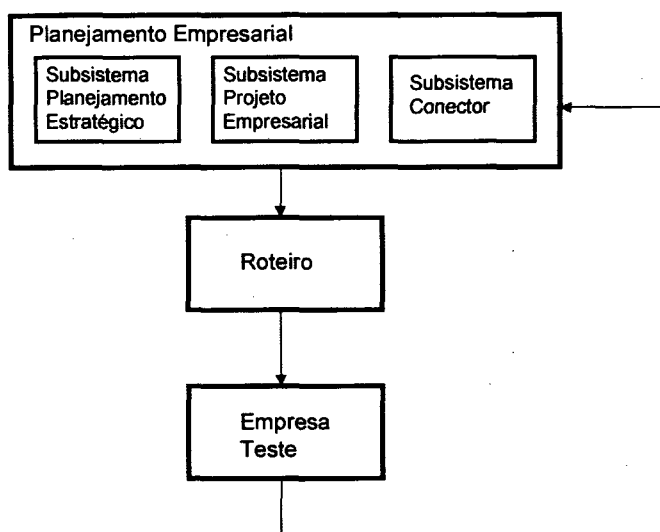 Planejamento Empresarial
Subsistema
Planejamento
Estratégico
Subsistema
Projeto
Empresarial
Subsistema
Conector
Roteiro
Empresa
Teste